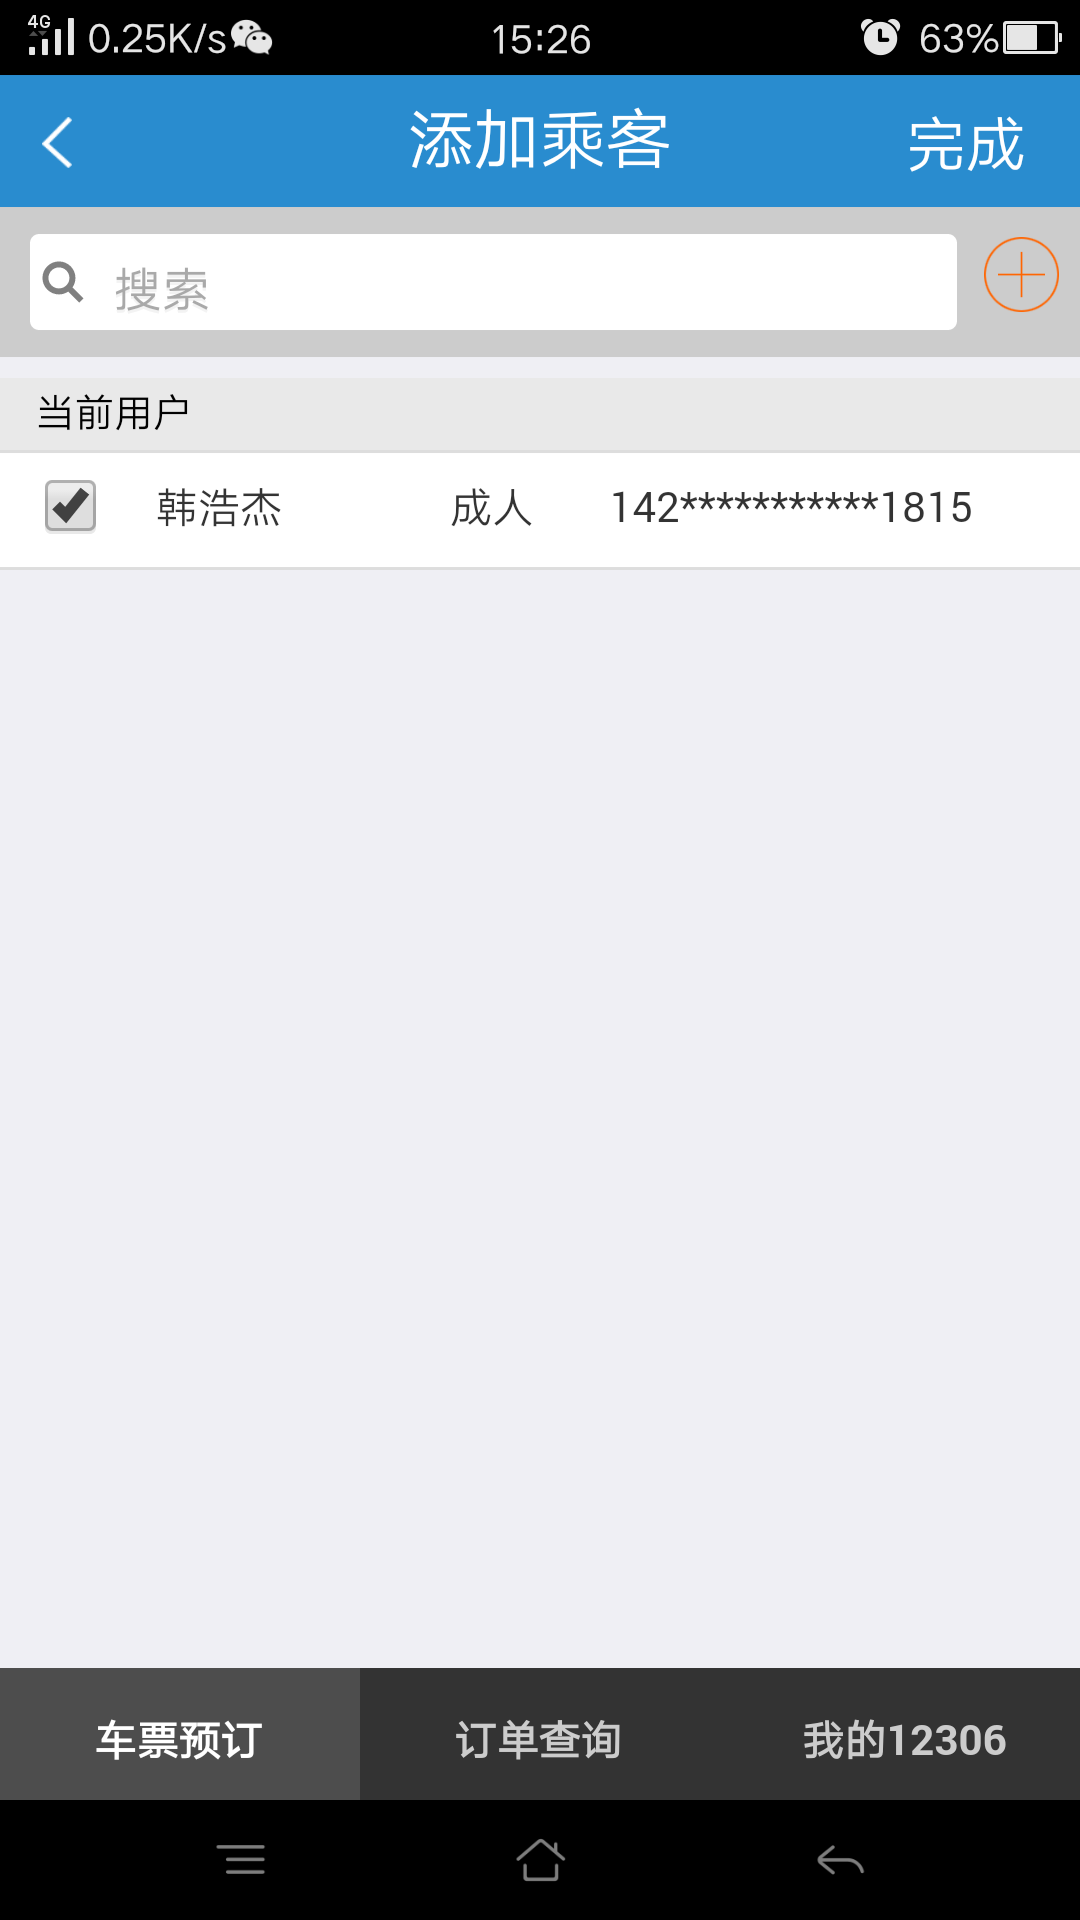 4G 0.25K/s 15:26 63%
添加乘客 完成
搜索
当前用户
韩浩杰 成人 142***********1815
车票预订 订单查询 我的12306